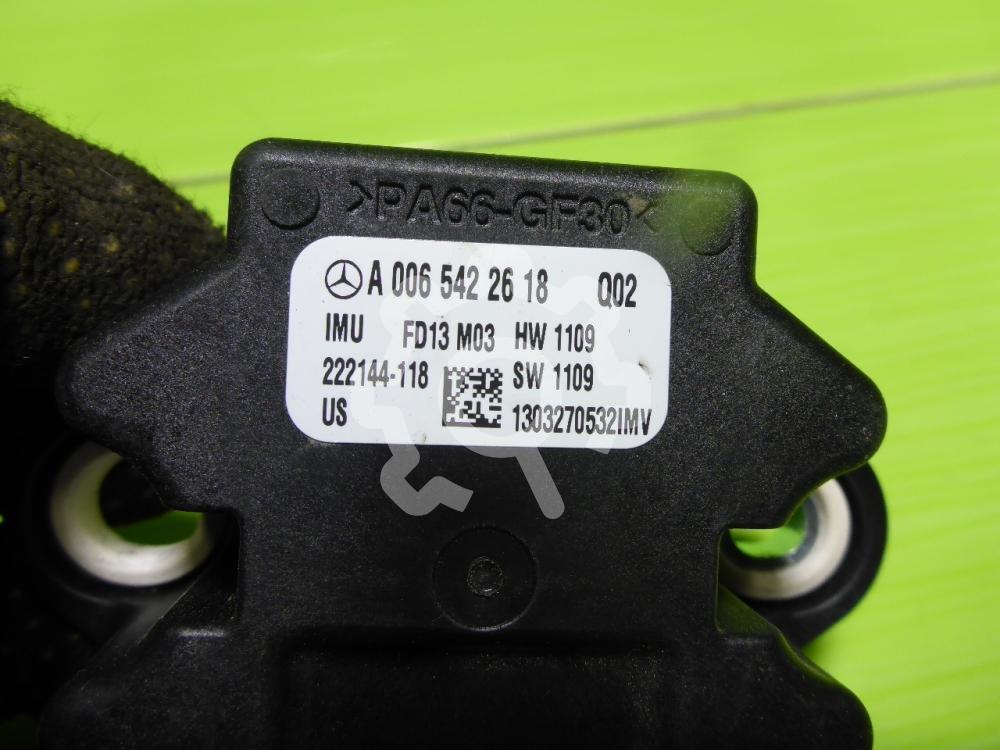 >PA66-GF30<
A 006 542 26 18 Q02
IMU FD13 M03 HW 1109
222144-118 SW 1109
US 1303270532IMV